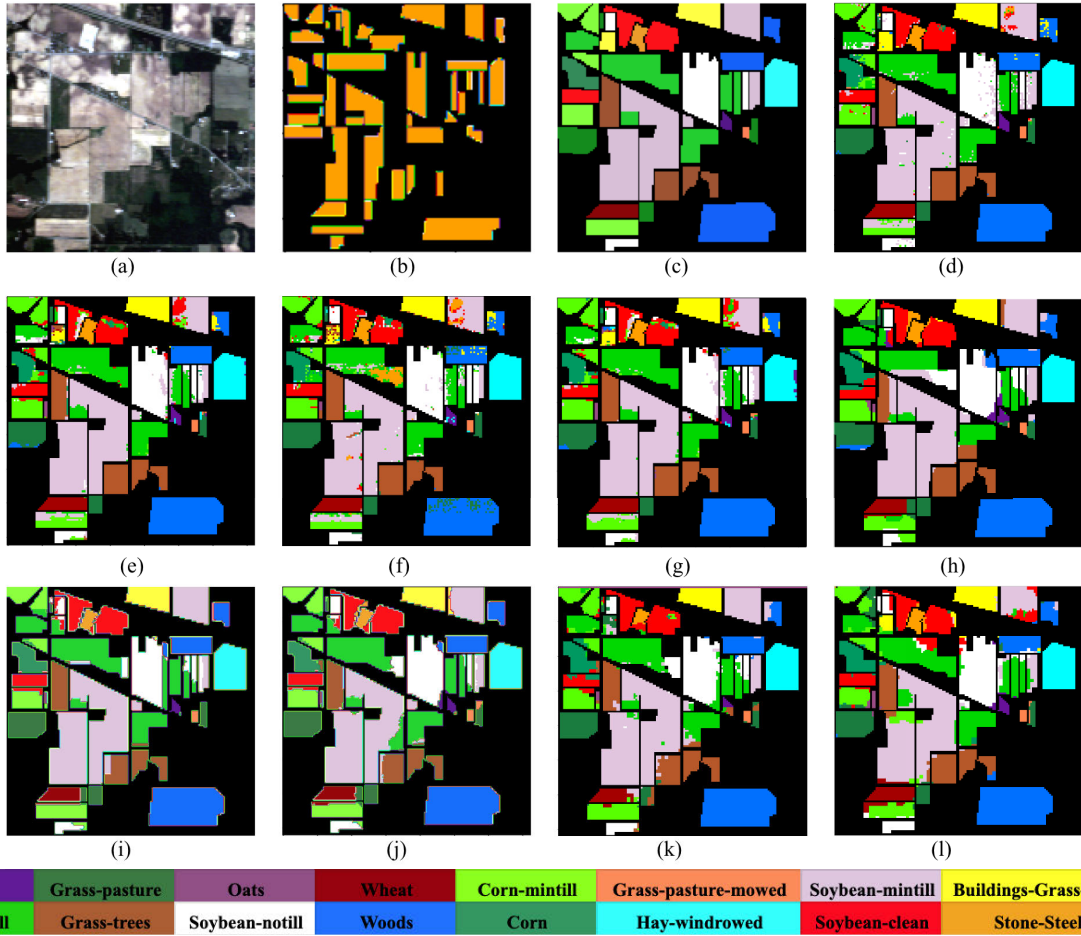 (a) (b) (c) (d)
(e) (f) (g) (h)
(i) (j) (k) (l)
Grass-pasture Oats Wheat Corn-mintill Grass-pasture-mowed Soybean-mintill Buildings-Grass-
ll Grass-trees Soybean-notill Woods Corn Hay-windrowed Soybean-clean Stone-Steel